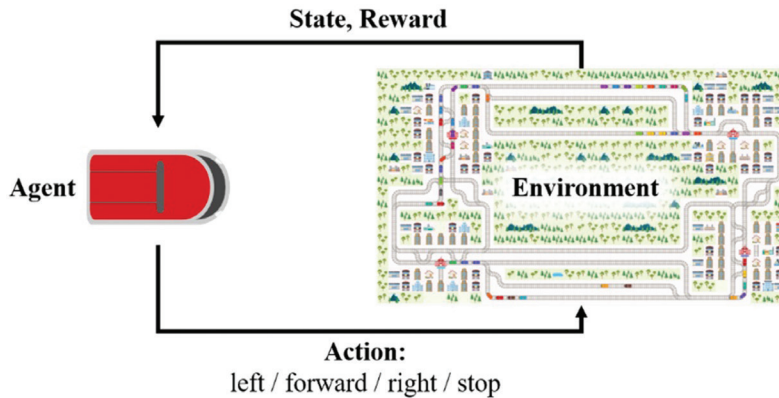 State, Reward
Agent
Environment
Action:
left / forward / right / stop